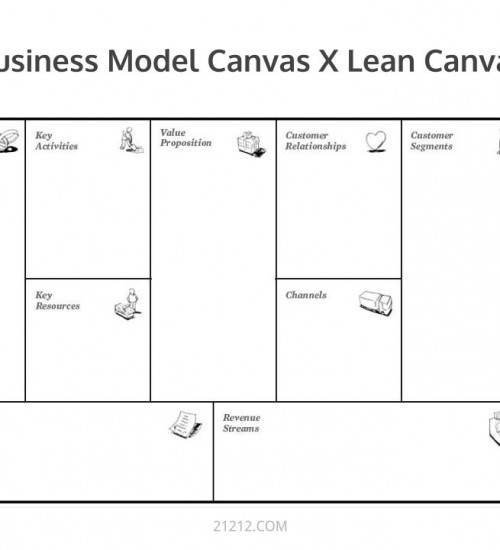 usiness Model Canvas X Lean Canva
Key
Activities
Value
Proposition
Customer
Relationships
Customer
Segments
Key
Resources
Channels
Revenue
Streams
21212.COM